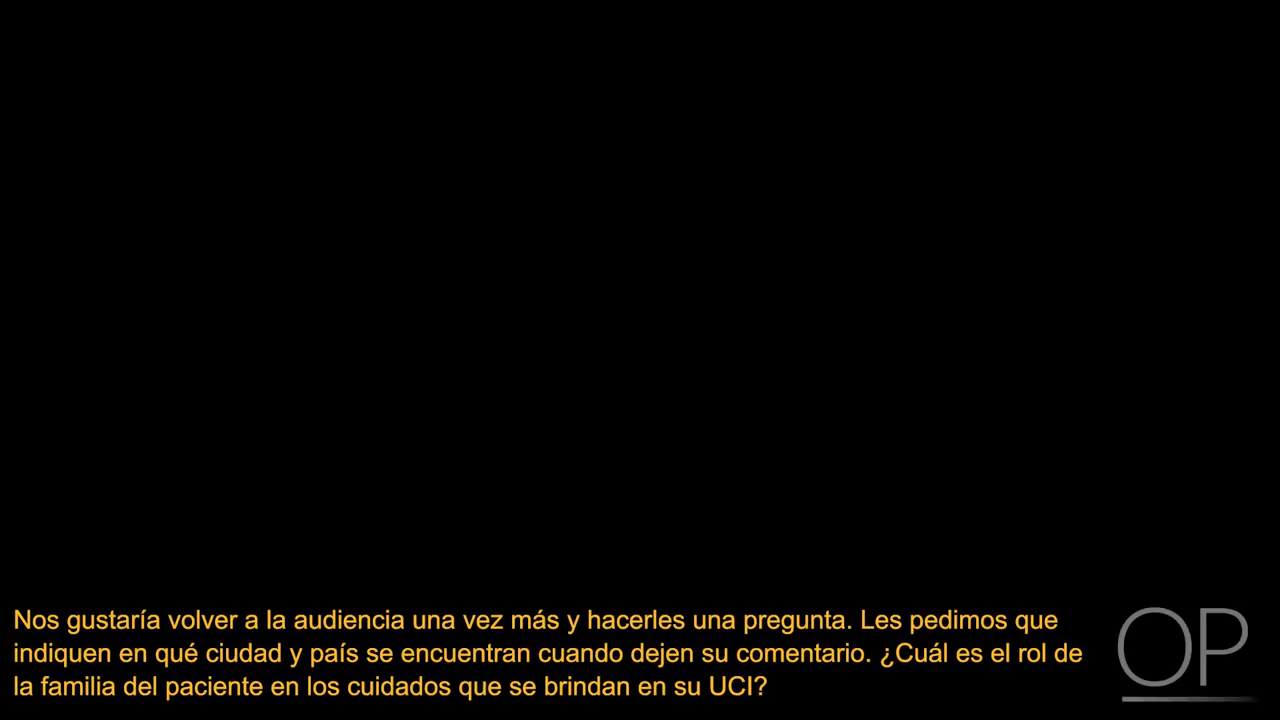 Nos gustaría volver a la audiencia una vez más y hacerles una pregunta. Les pedimos que
indiquen en qué ciudad y país se encuentran cuando dejen su comentario. ¿Cuál es el rol de
la familia del paciente en los cuidados que se brindan en su UCI?
OP